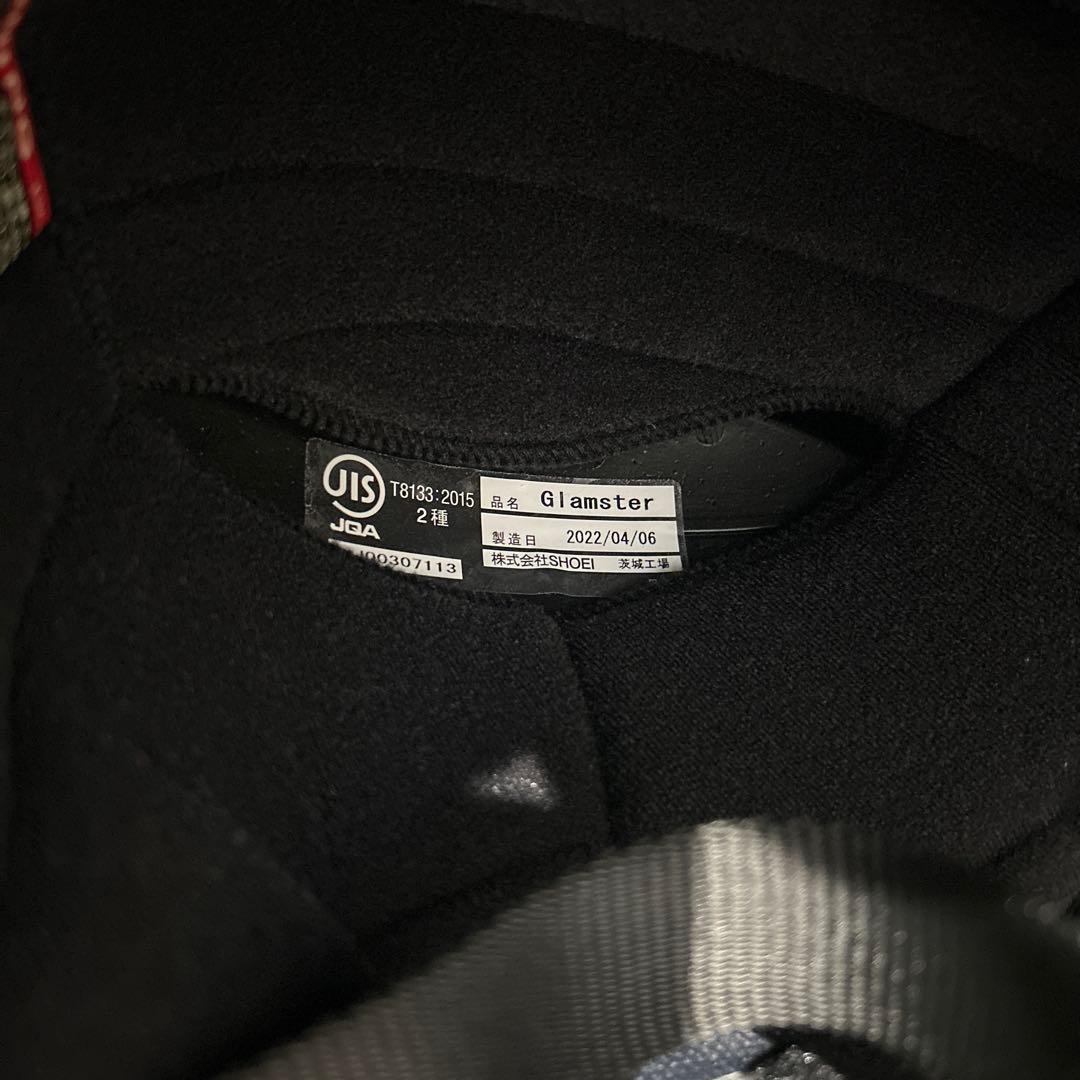 JIS
T8133:2015
2種
JQA
00307113
品名 Glamster
製造日 2022/04/06
株式会社SHOEI 茨城工場